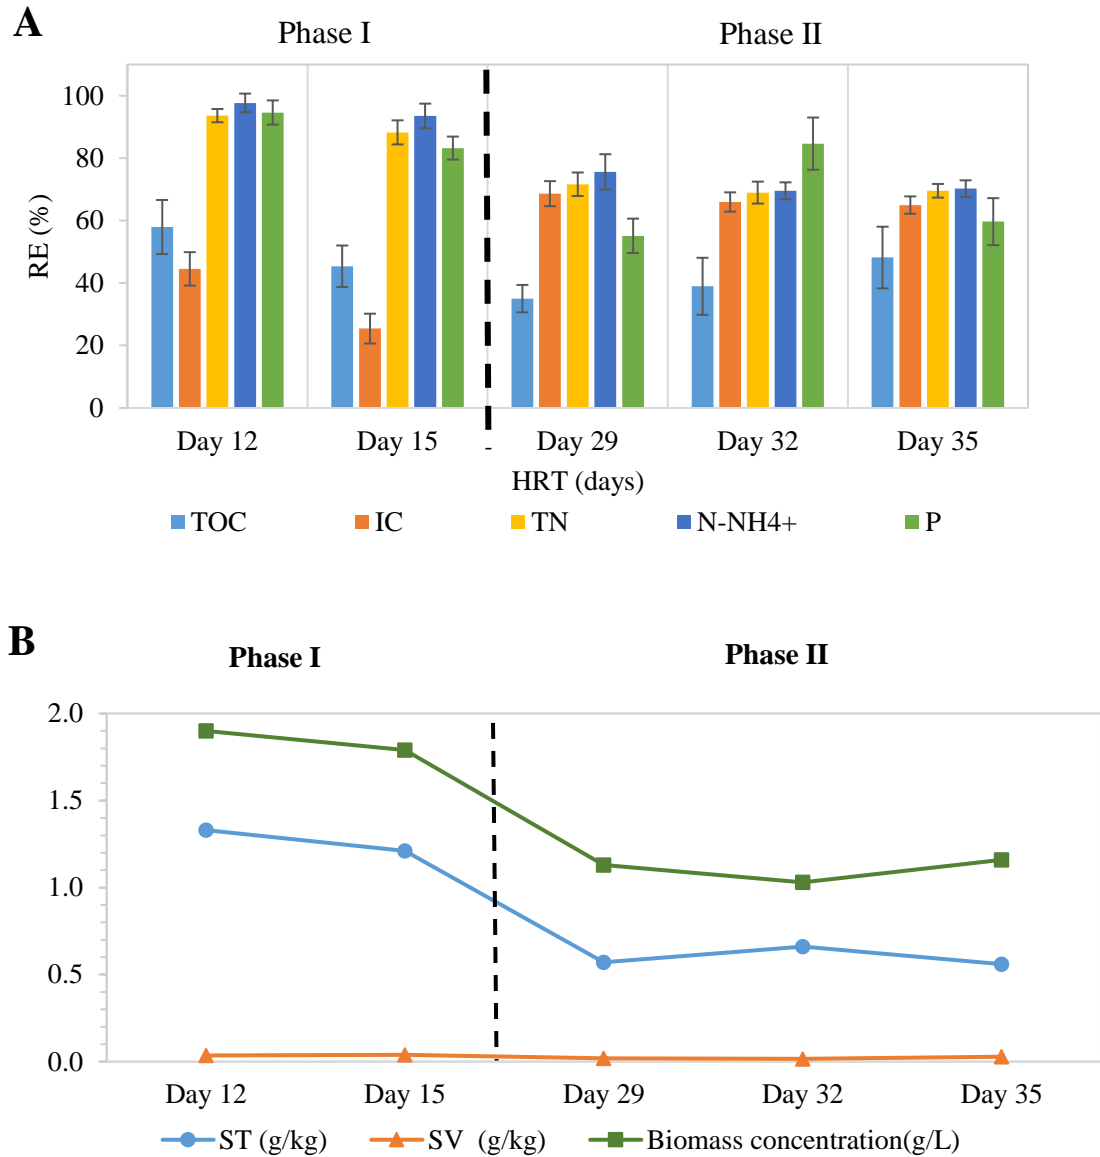 A
Phase I Phase II
RE (%)
100
80
60
40
20
0
Day 12 Day 15 Day 29 Day 32 Day 35
HRT (days)
TOC IC TN N-NH4+ P
B
Phase I Phase II
2.0
1.5
1.0
0.5
0.0
Day 12 Day 15 Day 29 Day 32 Day 35
ST (g/kg) SV (g/kg) Biomass concentration(g/L)